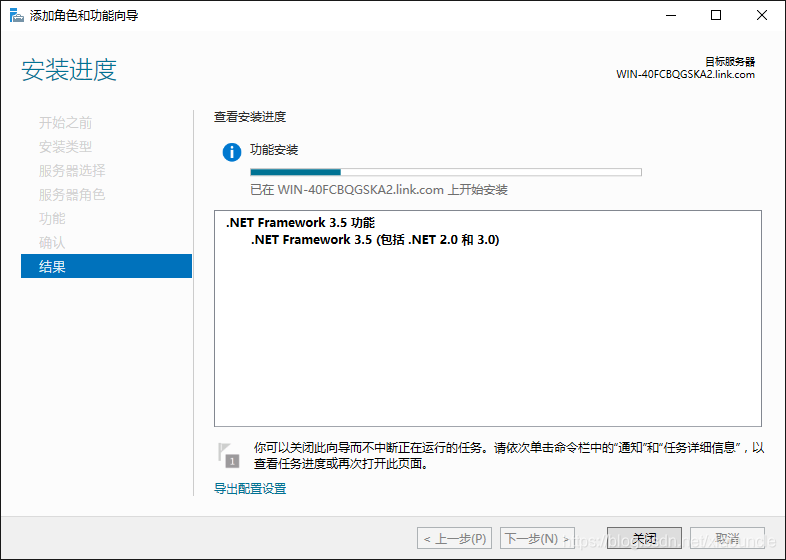 添加角色和功能向导
安装进度
目标服务器
WIN-40FCBQGSKA2.link.com
开始之前
安装类型
服务器选择
服务器角色
功能
确认
结果
查看安装进度
功能安装
已在 WIN-40FCBQGSKA2.link.com 上开始安装
.NET Framework 3.5 功能
.NET Framework 3.5 (包括 .NET 2.0 和 3.0)
1
你可以关闭此向导而不中断正在运行的任务。请依次单击命令栏中的“通知”和“任务详细信息”，以
查看任务进度或再次打开此页面。
导出配置设置
< 上一步(P)
下一步(N) >
关闭
取消